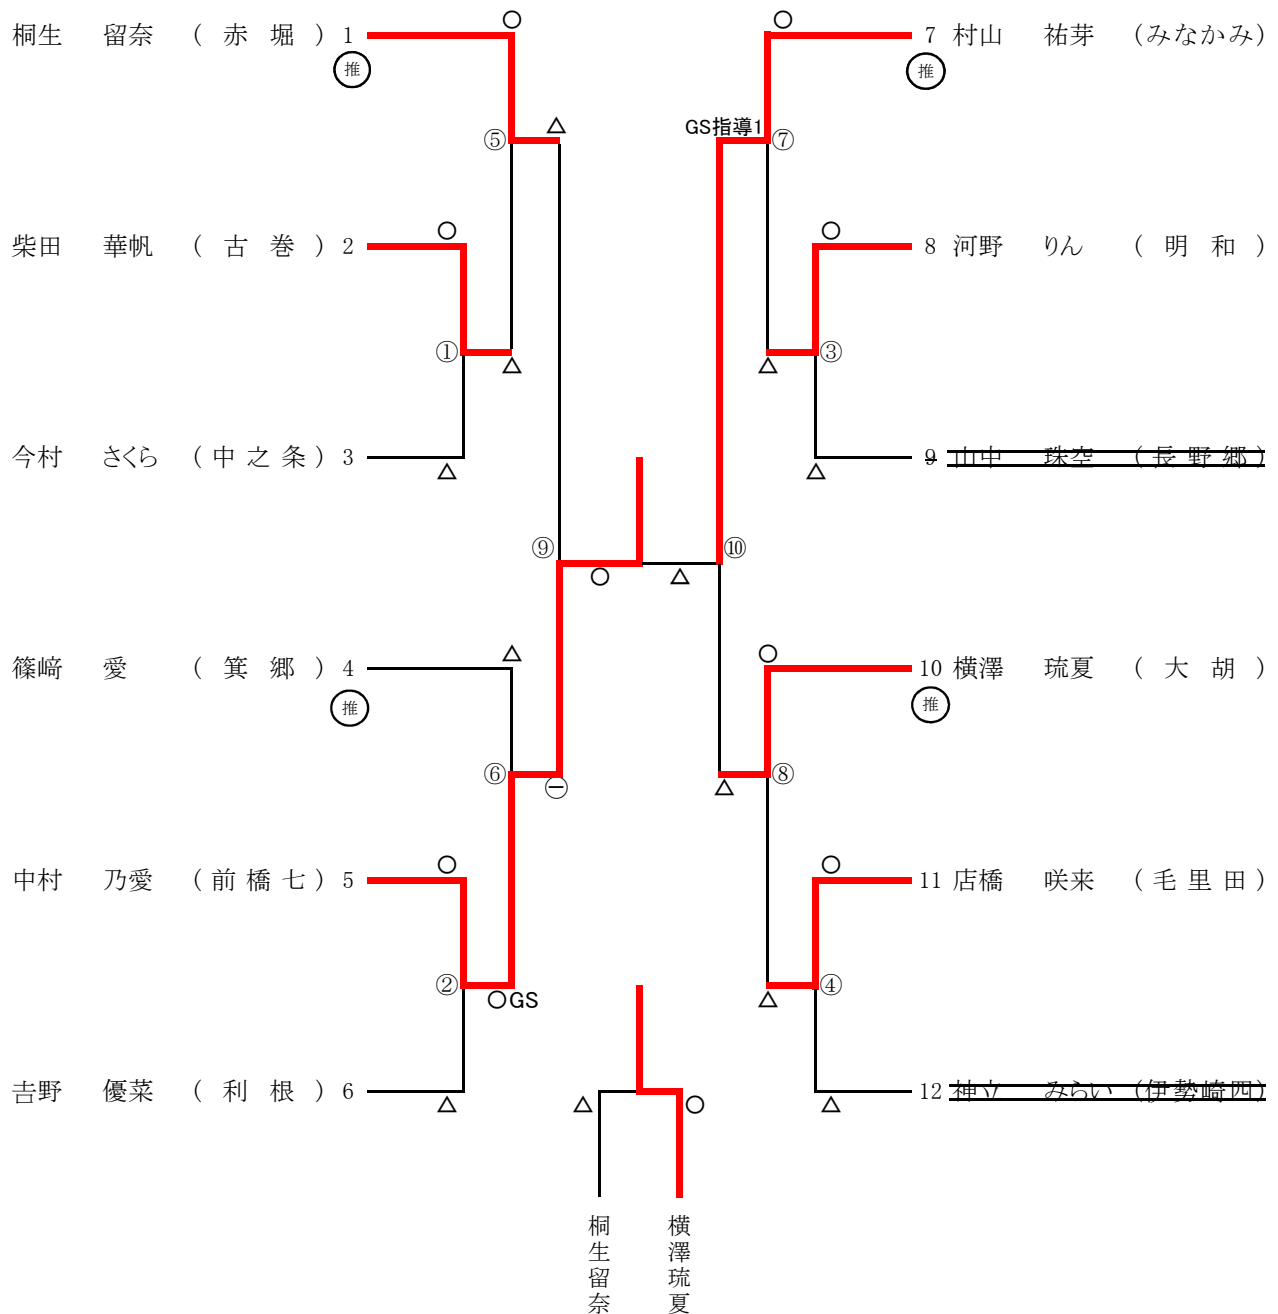 桐生 留奈 ( 赤堀 ) 1
推
柴田 華帆 ( 古巻 ) 2
今村 さくら ( 中之条 ) 3
篠﨑 愛 ( 箕郷 ) 4
推
中村 乃愛 ( 前橋七 ) 5
吉野 優菜 ( 利根 ) 6
7 村山 祐芽 (みなかみ)
推
8 河野 りん ( 明和 )
9 山中 珠空 ( 長野郷 )
10 横澤 琉夏 ( 大胡 )
推
11 店橋 咲来 ( 毛里田 )
12 神立 みらい (伊勢崎四)
○
△
⑤
○
①
△
△
⑨
○
△
⑥
㊀
○
②
○GS
△
○
GS指導1
⑦
○
③
△
△
⑩
△
○
⑧
△
○
④
△
△
△
○
桐生留奈
横澤琉夏